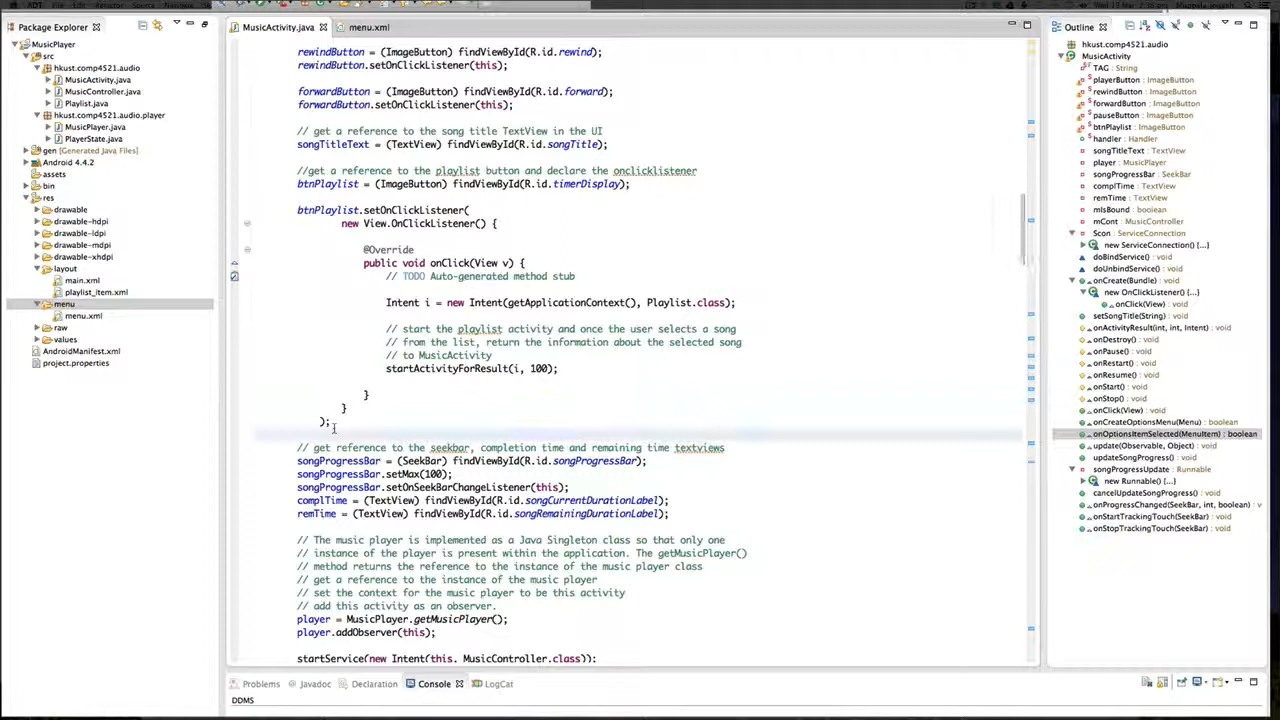 Package Explorer
MusicPlayer
src
hkust.comp4521.audio
MusicActivity.java
MusicController.java
Playlist.java
hkust.comp4521.audio.player
MusicPlayer.java
PlayerState.java
gen [Generated Java Files]
Android 4.4.2
assets
bin
res
drawable
drawable-hdpi
drawable-ldpi
drawable-mdpi
drawable-xhdpi
layout
main.xml
playlist_item.xml
menu
menu.xml
raw
values
AndroidManifest.xml
project.properties
MusicActivity.java menu.xml
rewindButton = (ImageButton) findViewById(R.id.rewind);
rewindButton.setOnClickListener(this);
forwardButton = (ImageButton) findViewById(R.id.forward);
forwardButton.setOnClickListener(this);
// get a reference to the song title TextView in the UI
songTitleText = (TextView) findViewById(R.id.songTitle);
//get a reference to the playlist button and declare the onclicklistener
btnPlaylist = (ImageButton) findViewById(R.id.timerDisplay);
btnPlaylist.setOnClickListener(
new View.OnClickListener() {
@Override
public void onClick(View v) {
// TODO Auto-generated method stub
Intent i = new Intent(getApplicationContext(), Playlist.class);
// start the playlist activity and once the user selects a song
// from the list, return the information about the selected song
// to MusicActivity
startActivityForResult(i, 100);
}
}
);
// get reference to the seekbar, completion time and remaining time textviews
songProgressBar = (SeekBar) findViewById(R.id.songProgressBar);
songProgressBar.setMax(100);
songProgressBar.setOnSeekBarChangeListener(this);
complTime = (TextView) findViewById(R.id.songCurrentDurationLabel);
remTime = (TextView) findViewById(R.id.songRemainingDurationLabel);
// The music player is implemented as a Java Singleton class so that only one
// instance of the player is present within the application. The getMusicPlayer()
// method returns the reference to the instance of the music player class
// get a reference to the instance of the music player
// set the context for the music player to be this activity
// add this activity as an observer.
player = MusicPlayer.getMusicPlayer();
player.addObserver(this);
startService(new Intent(this. MusicController.class));
Outline
hkust.comp4521.audio
MusicActivity
TAG : String
playerButton : ImageButton
rewindButton : ImageButton
forwardButton : ImageButton
pauseButton : ImageButton
btnPlaylist : ImageButton
handler : Handler
songTitleText : TextView
player : MusicPlayer
songProgressBar : SeekBar
complTime : TextView
remTime : TextView
mIsBound : boolean
mCont : MusicController
Scon : ServiceConnection
new ServiceConnection() {...}
doBindService() : void
doUnbindService() : void
onCreate(Bundle) : void
new OnClickListener() {...}
onClick(View) : void
setSongTitle(String) : void
onActivityResult(int, int, Intent) : void
onDestroy() : void
onPause() : void
onRestart() : void
onResume() : void
onStart() : void
onStop() : void
onClick(View) : void
onCreateOptionsMenu(Menu) : boolean
onOptionsItemSelected(MenuItem) : boolean
update(Observable, Object) : void
updateSongProgress() : void
songProgressUpdate : Runnable
new Runnable() {...}
cancelUpdateSongProgress() : void
onProgressChanged(SeekBar, int, boolean) : v
onStartTrackingTouch(SeekBar) : void
onStopTrackingTouch(SeekBar) : void
Problems Javadoc Declaration Console LogCat
DDMS